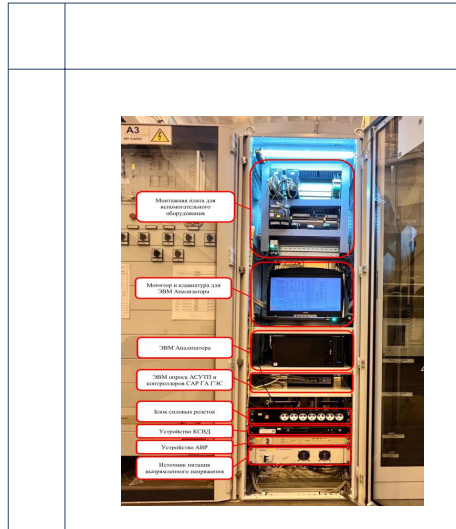 А3
Монтажная плата для
вспомогательного
оборудования
Монитор и клавиатура для
ЭВМ Анализатора
ЭВМ Анализатора
ЭВМ опроса АСУТП и
контроллеров САР ГА ГЭС
Блок силовых розеток
Устройство КСВД
Устройство АВР
Источник питания
выпрямленного напряжения